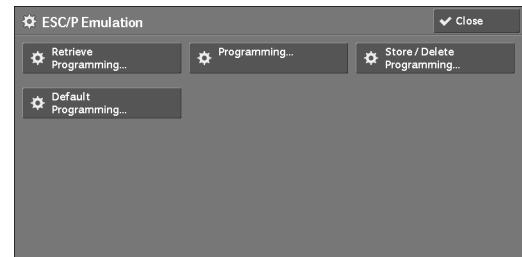 ESC/P Emulation
Close
Retrieve
Programming...
Programming...
Store / Delete
Programming...
Default
Programming...